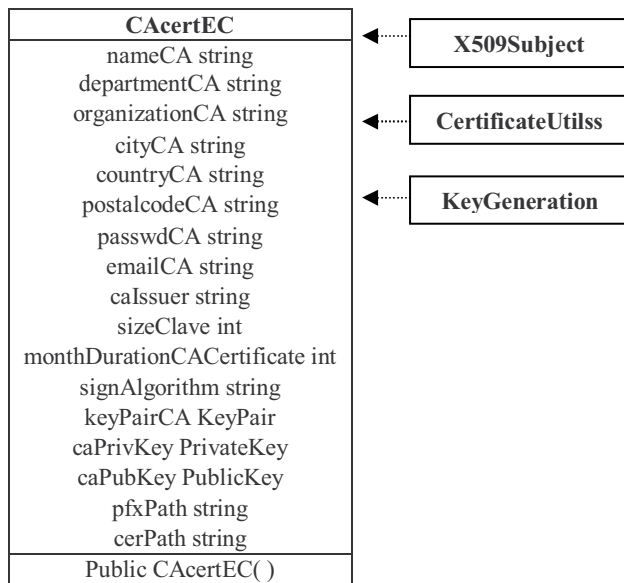 CAcertEC
nameCA string
departmentCA string
organizationCA string
cityCA string
countryCA string
postalcodeCA string
passwdCA string
emailCA string
caIssuer string
sizeClave int
monthDurationCACertificate int
signAlgorithm string
keyPairCA KeyPair
caPrivKey PrivateKey
caPubKey PublicKey
pfxPath string
cerPath string
Public CAcertEC( )
X509Subject
CertificateUtilss
KeyGeneration